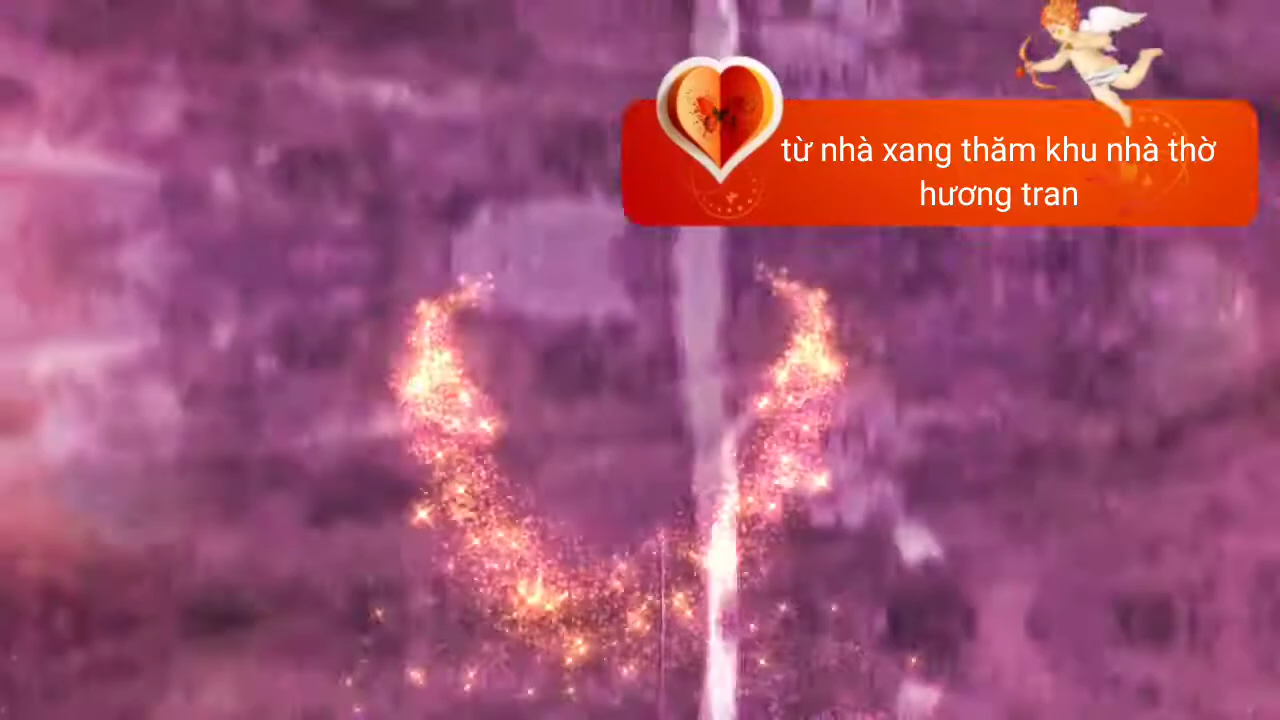 từ nhà xang thăm khu nhà thờ
hương tran